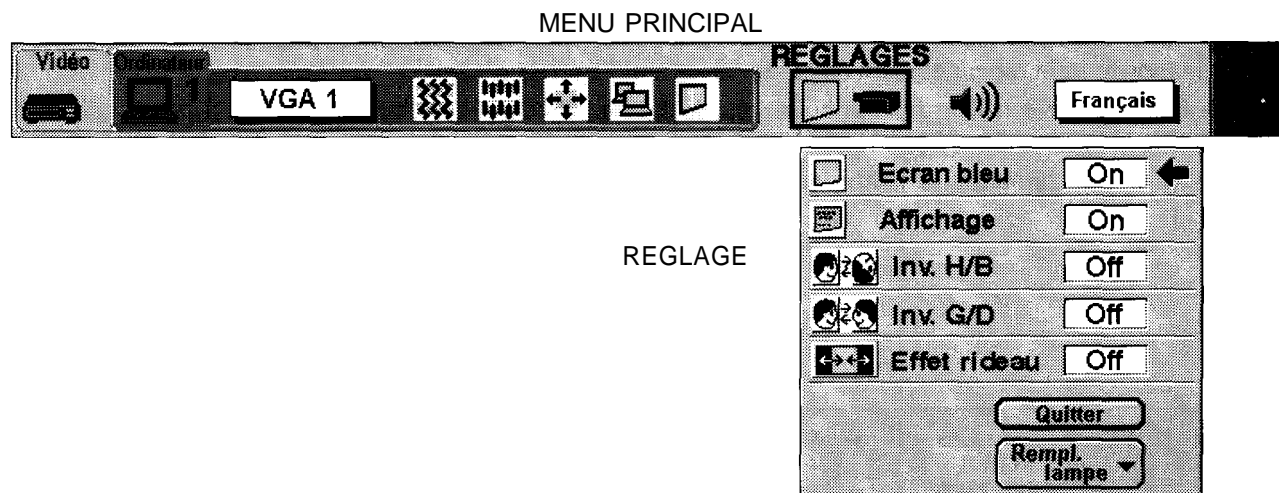 MENU PRINCIPAL
Vidéo
Ordinateur
REGLAGES
1
VGA 1
Français
Ecran bleu On
Affichage On
REGLAGE
Inv. H/B Off
Inv. G/D Off
Effet rideau Off
Quitter
Rempl.
lampe